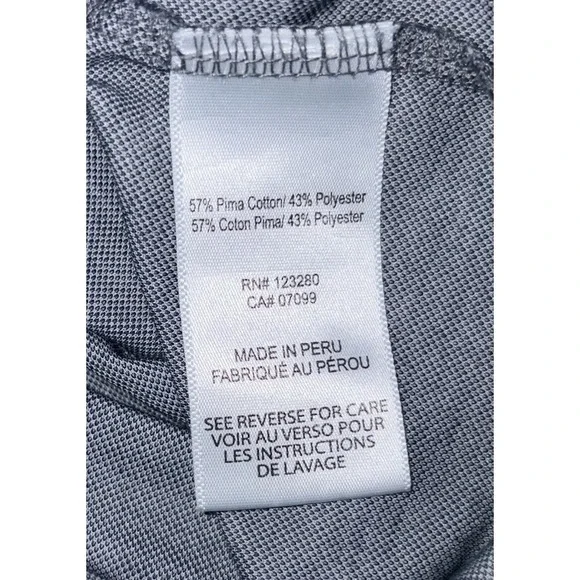 57% Pima Cotton/ 43% Polyester
57% Coton Pima/ 43% Polyester
RN# 123280
CA# 07099
MADE IN PERU
FABRIQUÉ AU PÉROU
SEE REVERSE FOR CARE
VOIR AU VERSO POUR
LES INSTRUCTIONS
DE LAVAGE